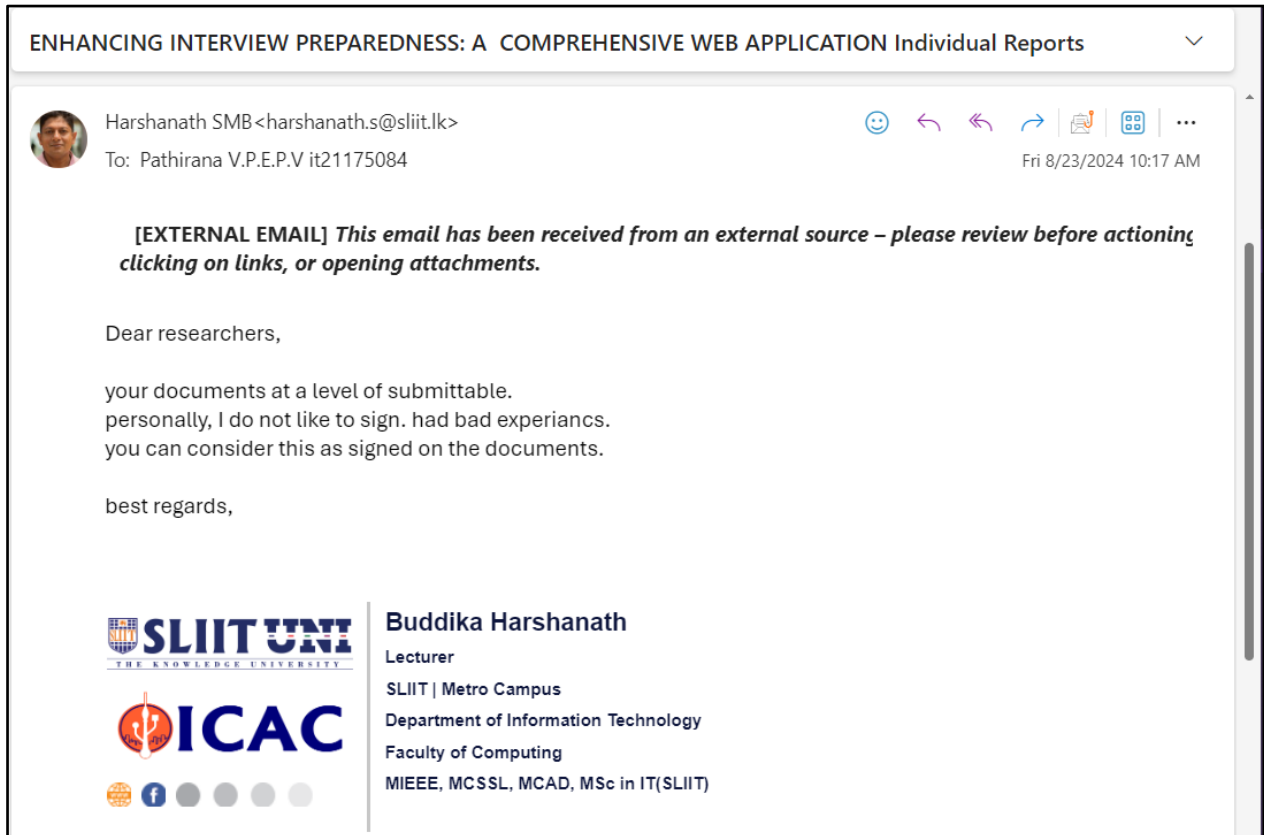 ENHANCING INTERVIEW PREPAREDNESS: A  COMPREHENSIVE WEB APPLICATION Individual Reports
Harshanath SMB<harshanath.s@sliit.lk>
To: Pathirana V.P.E.P.V it21175084
Fri 8/23/2024 10:17 AM
[EXTERNAL EMAIL] This email has been received from an external source – please review before actioning
clicking on links, or opening attachments.
Dear researchers,
your documents at a level of submittable.
personally, I do not like to sign. had bad experiancs.
you can consider this as signed on the documents.
best regards,
SLIIT UNI
THE KNOWLEDGE UNIVERSITY
ICAC
Buddika Harshanath
Lecturer
SLIIT | Metro Campus
Department of Information Technology
Faculty of Computing
MIEEE, MCSSL, MCAD, MSc in IT(SLIIT)